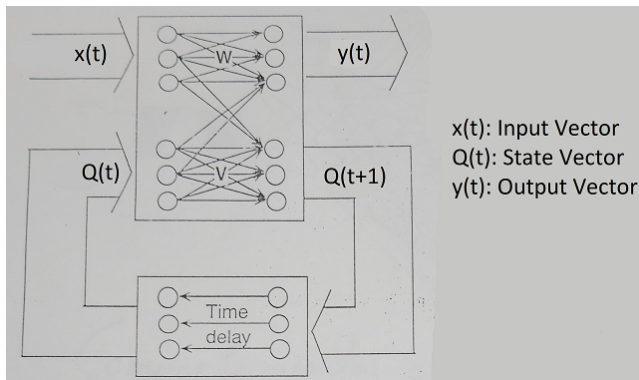 x(t)
W
y(t)
Q(t)
V
Q(t+1)
Time
delay
x(t): Input Vector
Q(t): State Vector
y(t): Output Vector